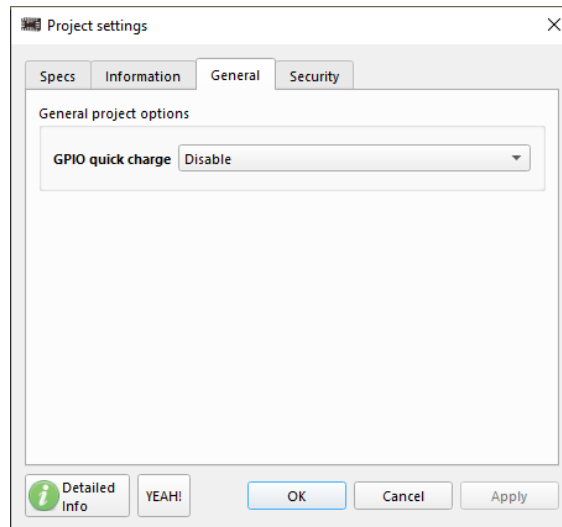 Project settings
Specs Information General Security
General project options
GPIO quick charge Disable
Detailed
Info
YEAH!
OK Cancel Apply